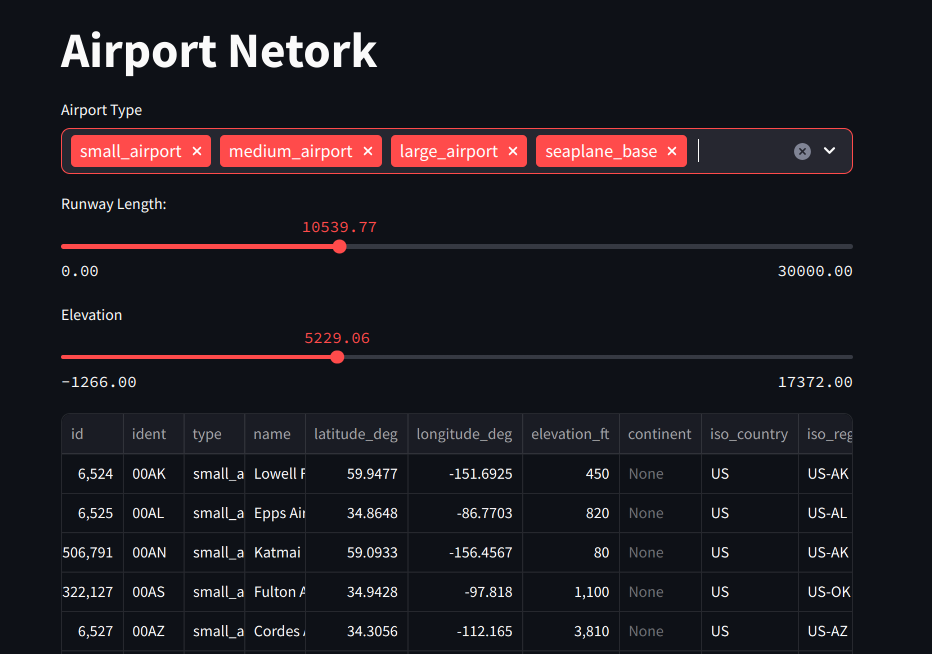 Airport Netork
Airport Type
small_airport × medium_airport × large_airport × seaplane_base ×
Runway Length:
10539.77
0.00 30000.00
Elevation
5229.06
-1266.00 17372.00
id ident type name latitude_deg longitude_deg elevation_ft continent iso_country iso_reg
6,524 00AK small_a Lowell F 59.9477 -151.6925 450 None US US-AK
6,525 00AL small_a Epps Air 34.8648 -86.7703 820 None US US-AL
506,791 00AN small_a Katmai 59.0933 -156.4567 80 None US US-AK
322,127 00AS small_a Fulton A 34.9428 -97.818 1,100 None US US-OK
6,527 00AZ small_a Cordes A 34.3056 -112.165 3,810 None US US-AZ